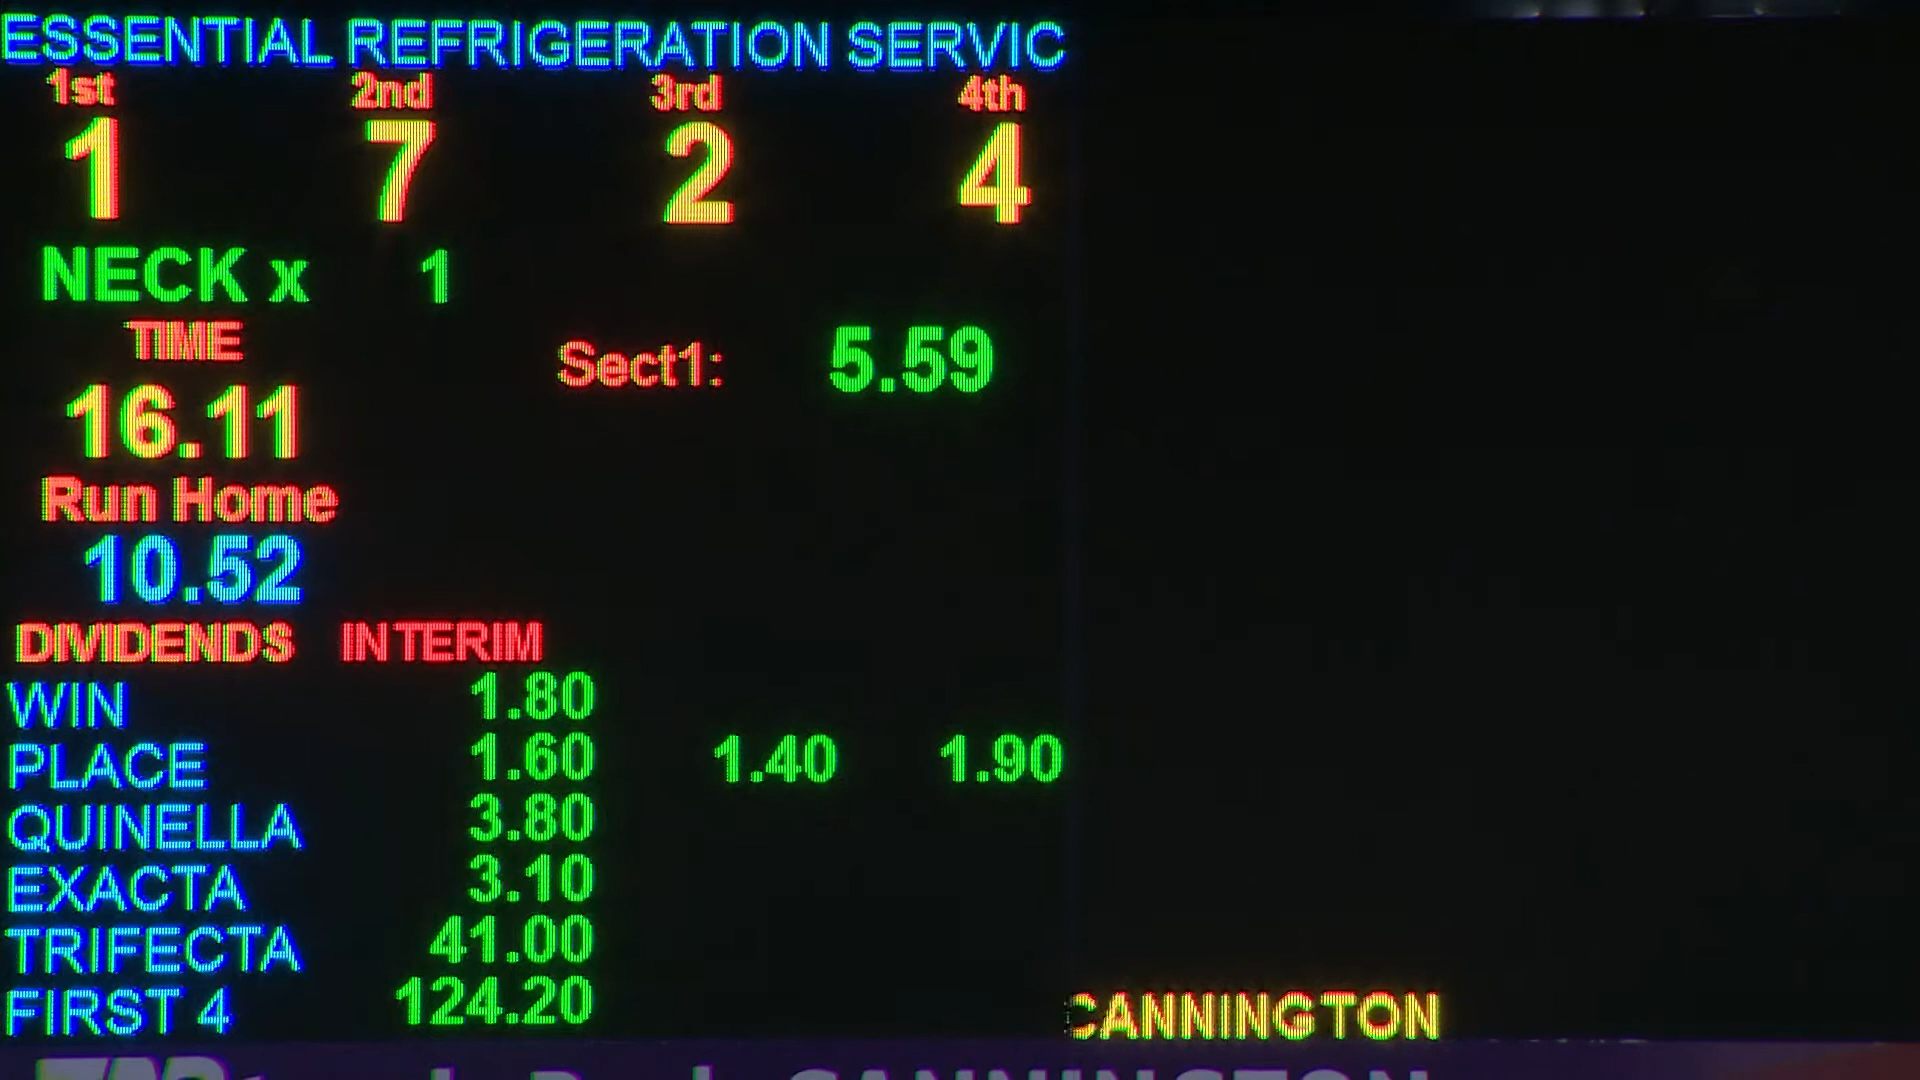 ESSENTIAL REFRIGERATION SERVIC
1st 2nd 3rd 4th
1 7 2 4
NECK x 1
TIME
Sect1: 5.59
16.11
Run Home
10.52
DIVIDENDS INTERIM
WIN 1.80
PLACE 1.60 1.40 1.90
QUINELLA 3.80
EXACTA 3.10
TRIFECTA 41.00
FIRST 4 124.20
CANNINGTON
CANNINGTON